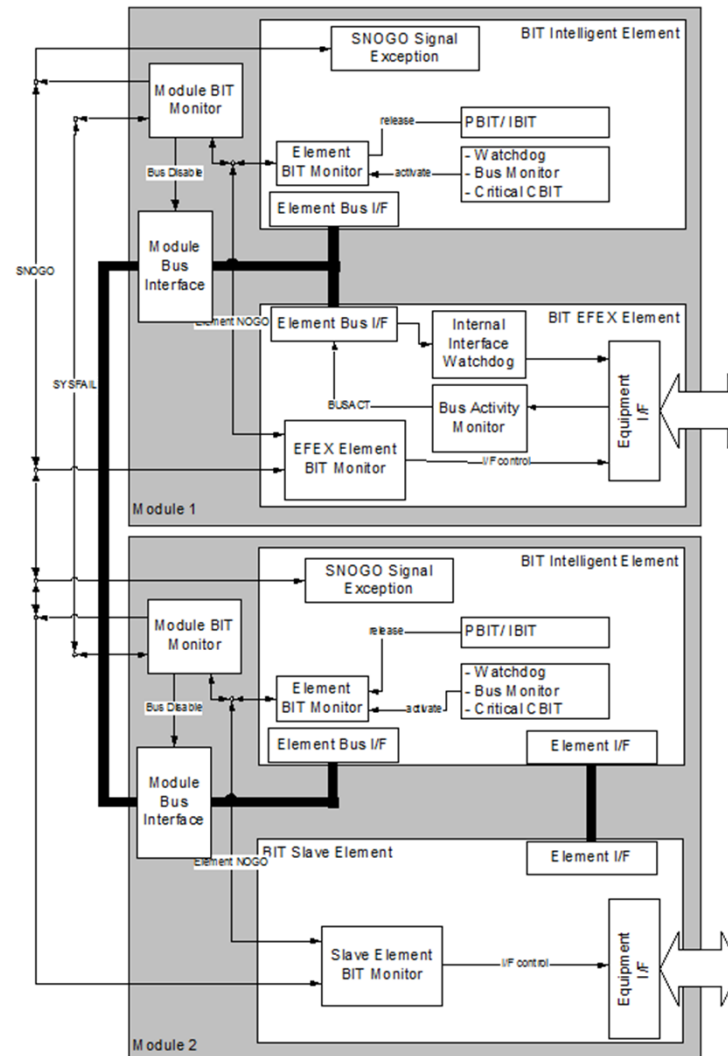 BIT Intelligent Element
SNOGO Signal
Exception
Module BIT
Monitor
release
PBIT/ IBIT
Element
BIT Monitor
activate
- Watchdog
- Bus Monitor
- Critical CBIT
Bus Disable
Element Bus I/F
Module
Bus
Interface
SNOGO
Element NOGO
Element Bus I/F
Internal
Interface
Watchdog
BIT EFEX Element
SYSFAIL
BUSACT
Bus Activity
Monitor
Equipment
I/F
EFEX Element
BIT Monitor
I/F control
Module 1
BIT Intelligent Element
SNOGO Signal
Exception
Module BIT
Monitor
release
PBIT/ IBIT
Element
BIT Monitor
activate
- Watchdog
- Bus Monitor
- Critical CBIT
Bus Disable
Element Bus I/F
Element I/F
Module
Bus
Interface
Element NOGO
BIT Slave Element
Element I/F
Slave Element
BIT Monitor
I/F control
Equipment
I/F
Module 2